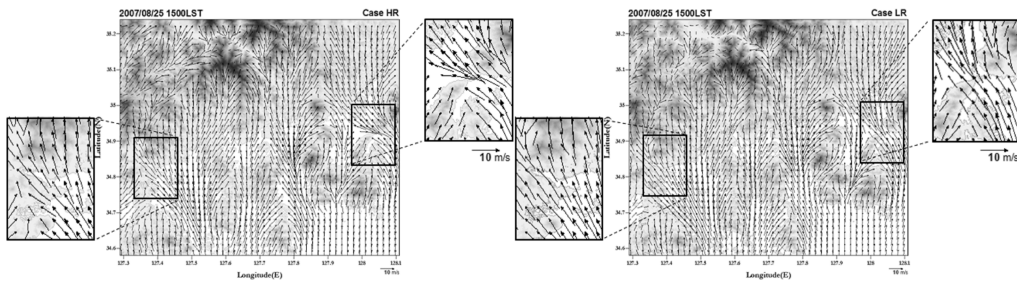 2007/08/25 1500LST Case HR
35.2
35.1
35
34.9
34.8
34.7
34.6
Latitude(N)
127.3 127.4 127.5 127.6 127.7 127.8 127.9 128 128.1
Longitude(E)
10 m/s
10 m/s
2007/08/25 1500LST Case LR
35.2
35.1
35
34.9
34.8
34.7
34.6
Latitude(N)
127.3 127.4 127.5 127.6 127.7 127.8 127.9 128 128.1
Longitude(E)
10 m/s
10 m/s